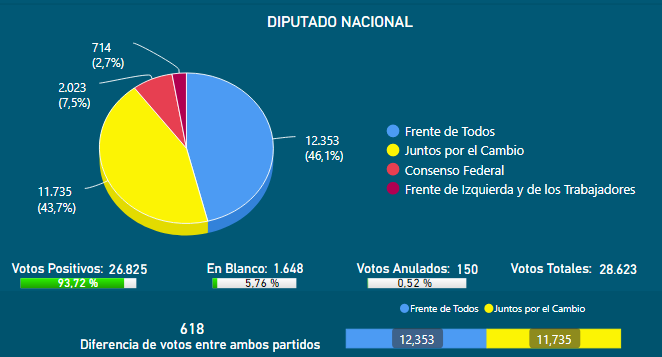 DIPUTADO NACIONAL
714
(2,7%)
2.023
(7,5%)
12.353
(46,1%)
11.735
(43,7%)
Frente de Todos
Juntos por el Cambio
Consenso Federal
Frente de Izquierda y de los Trabajadores
Votos Positivos: 26.825
93,72 %
En Blanco: 1.648
5,76 %
Votos Anulados: 150
0,52 %
Votos Totales: 28.623
618
Diferencia de votos entre ambos partidos
Frente de Todos Juntos por el Cambio
12,353 11,735